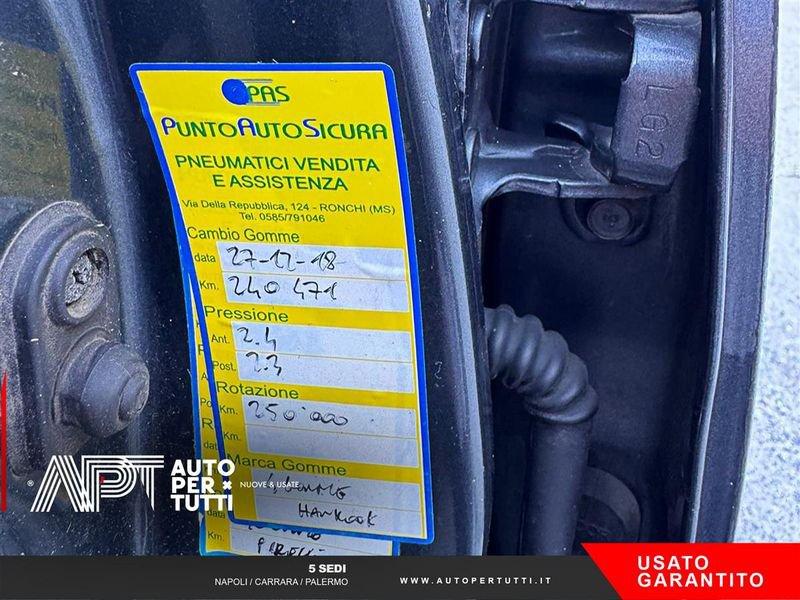 PAS
PUNTOAUTOSICURA
PNEUMATICI VENDITA
E ASSISTENZA
Via Della Repubblica, 124 - RONCHI (MS)
Tel. 0585/791046
Cambio Gomme
data 27-12-18
Km. 240 471
Pressione
Ant. 2.4
Post. 2.3
Rotazione
Km. 250.000
Km.
Marca Gomme
HANKOOK
LG2
APT AUTO
PER
TUTTI
® NUOVE & USATE
5 SEDI
NAPOLI / CARRARA / PALERMO
WWW.AUTOPERTUTTI.IT
USATO
GARANTITO